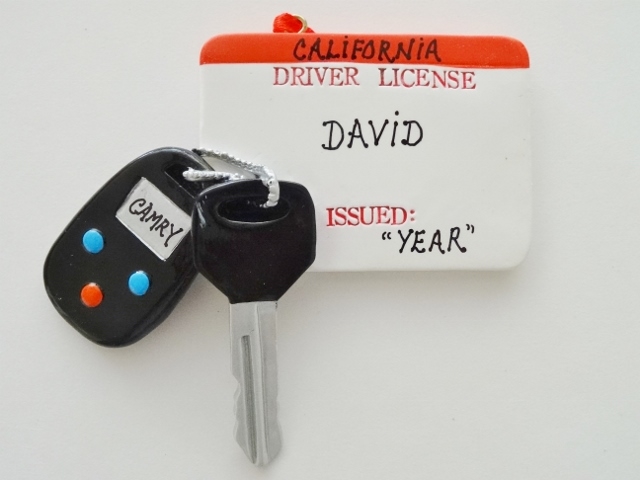 CALiFORNiA
DRIVER LICENSE
DAViD
CAMRY
ISSUED:
"YEAR"